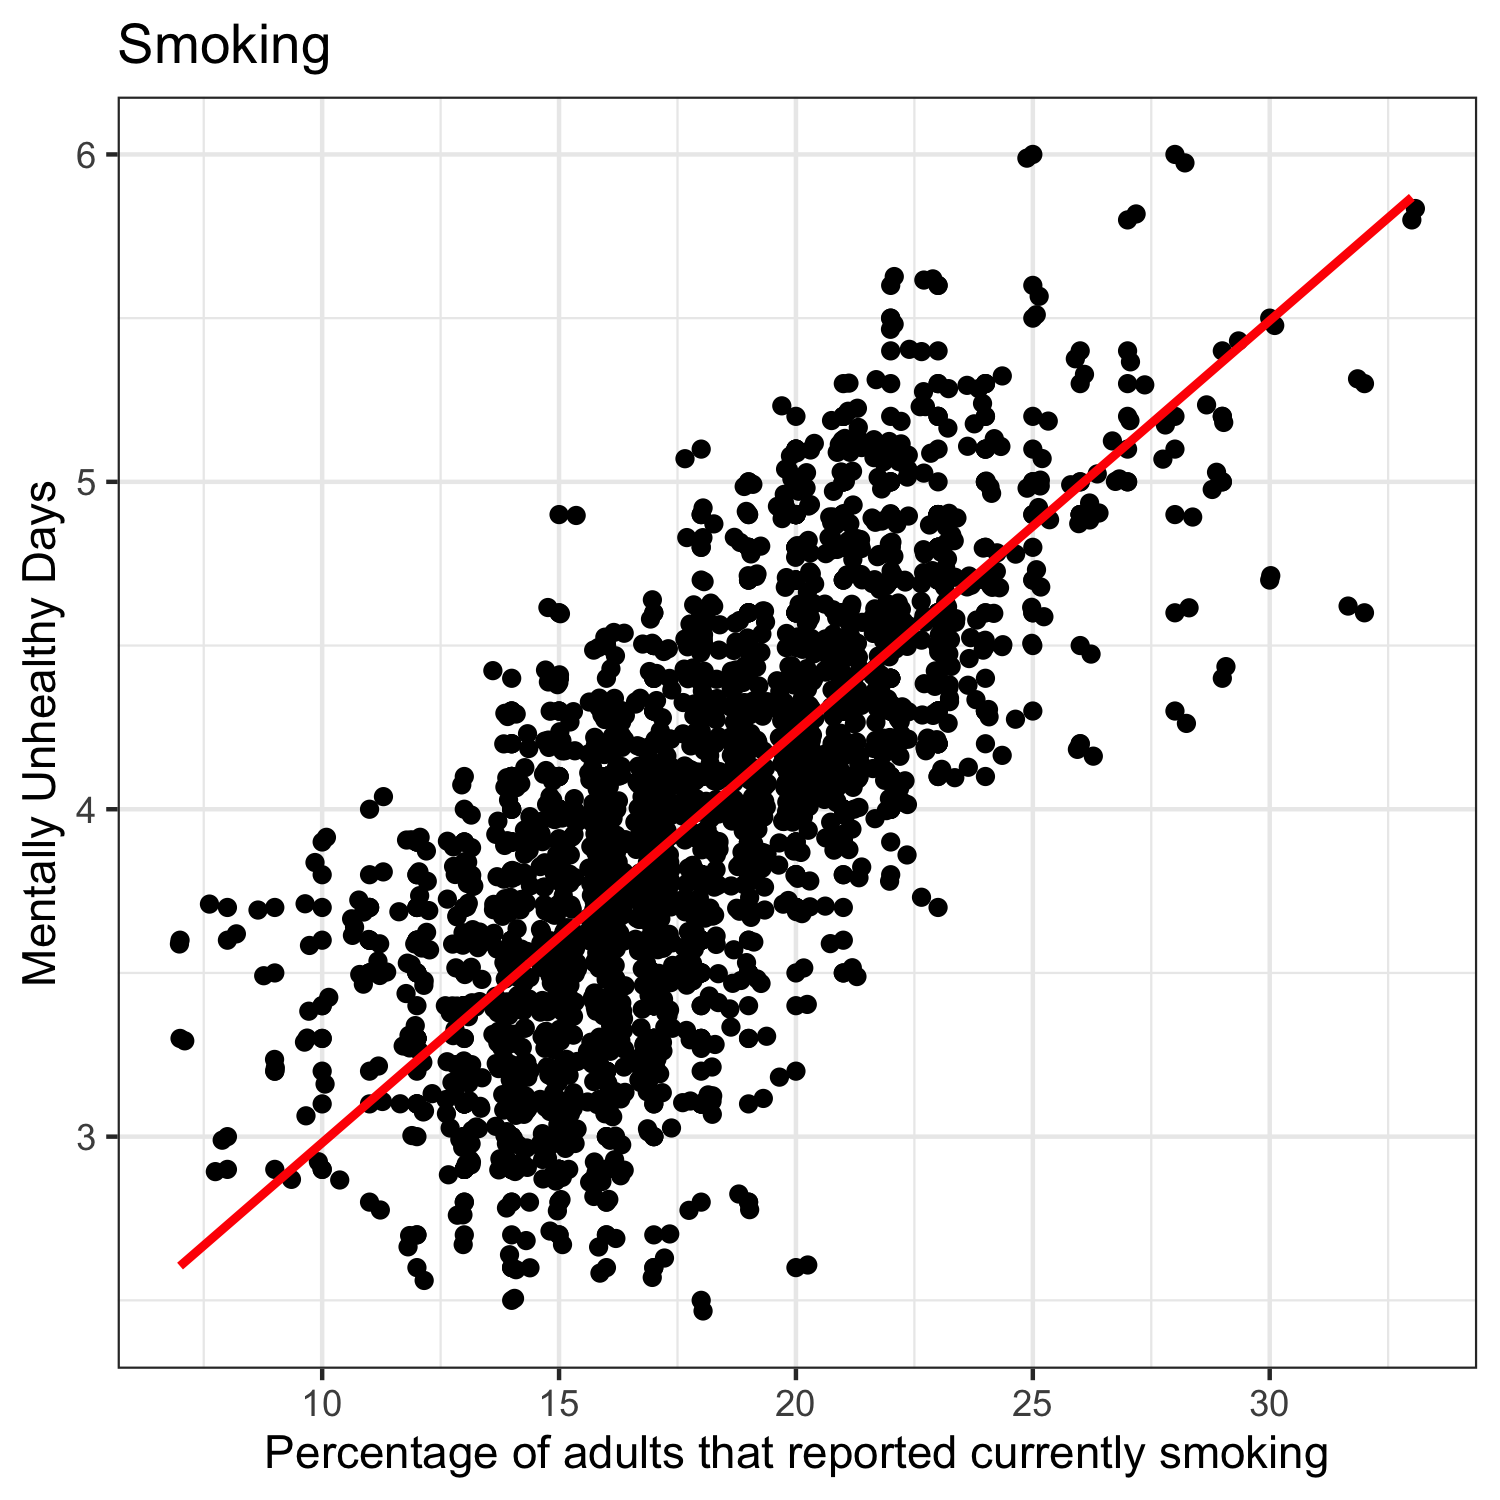 Smoking
6
5
4
3
Mentally Unhealthy Days
10 15 20 25 30
Percentage of adults that reported currently smoking